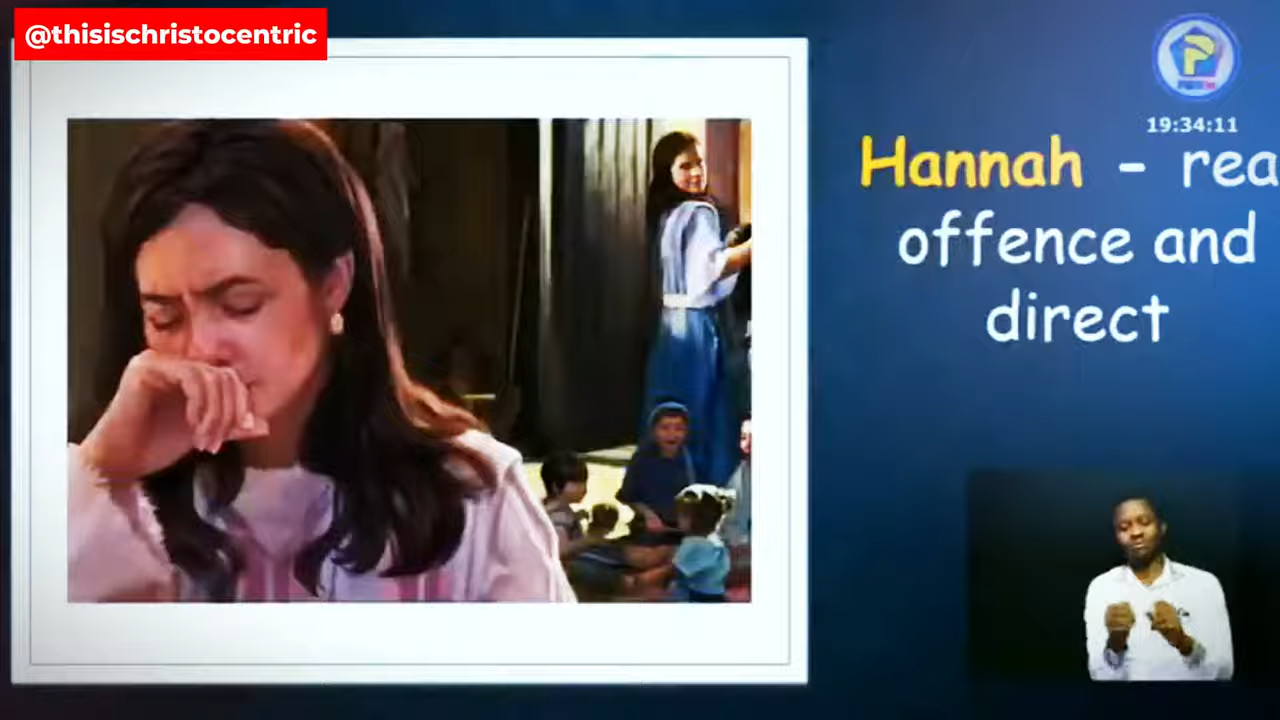 @thisischristocentric
19:34:11
Hannah - rea
offence and
direct